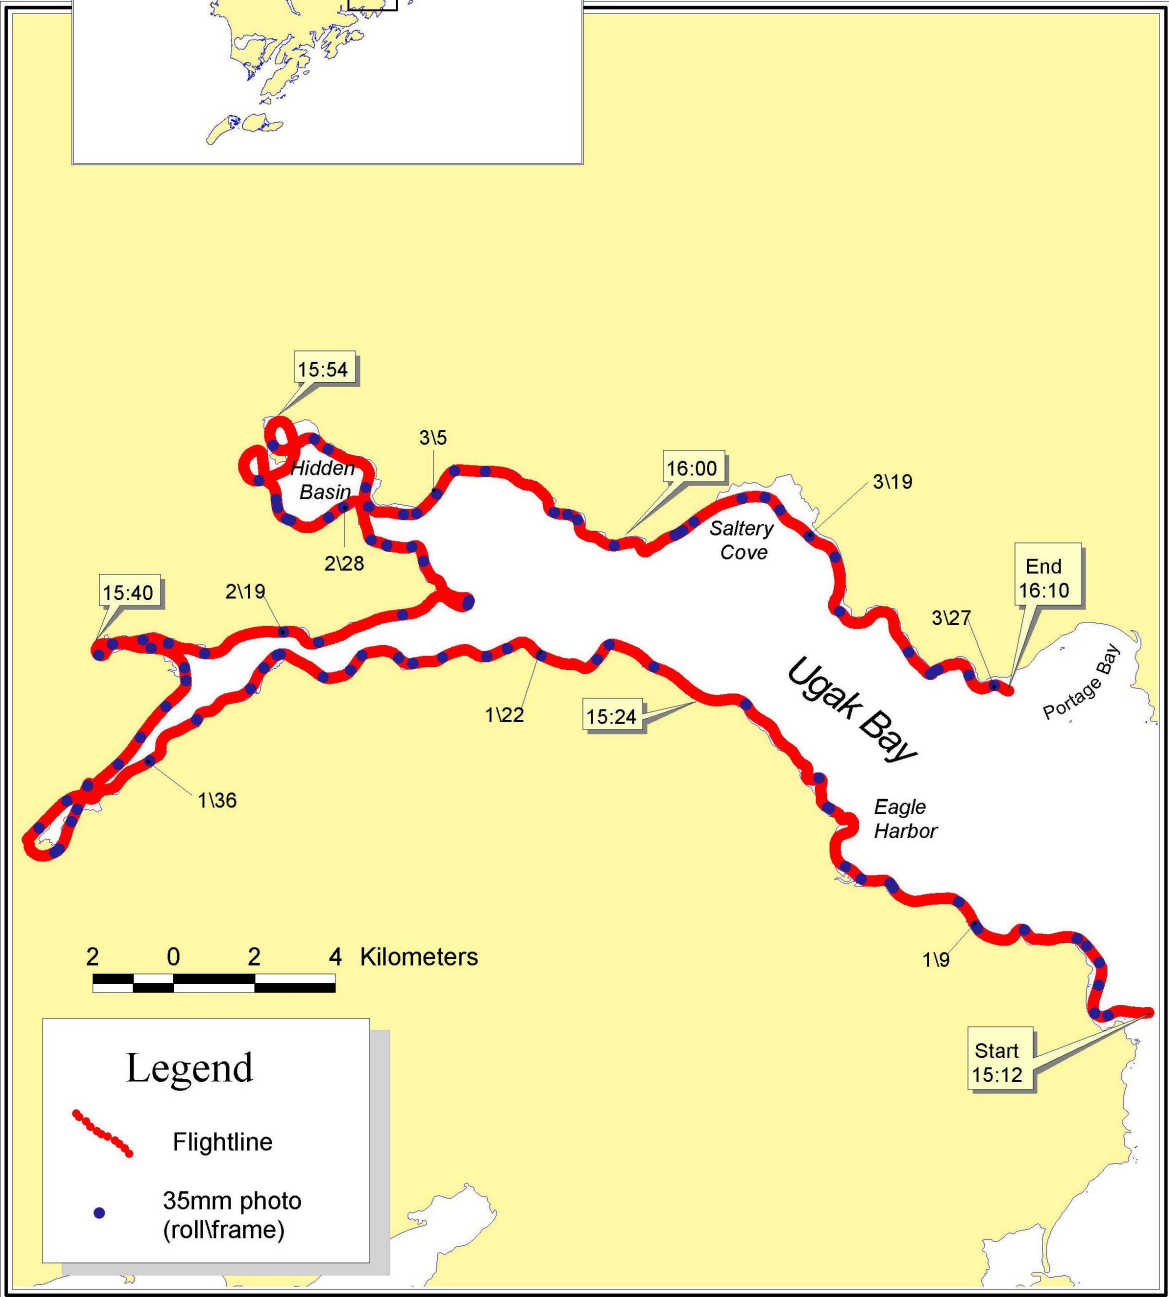 15:54
3\5
16:00
3\19
Hidden
Basin
Saltery
Cove
2\28
End
16:10
15:40
2\19
3\27
Portage Bay
Ugak Bay
1\22
15:24
1\36
Eagle
Harbor
1\9
2 0 2 4 Kilometers
Start
15:12
Legend
Flightline
35mm photo
(roll\frame)